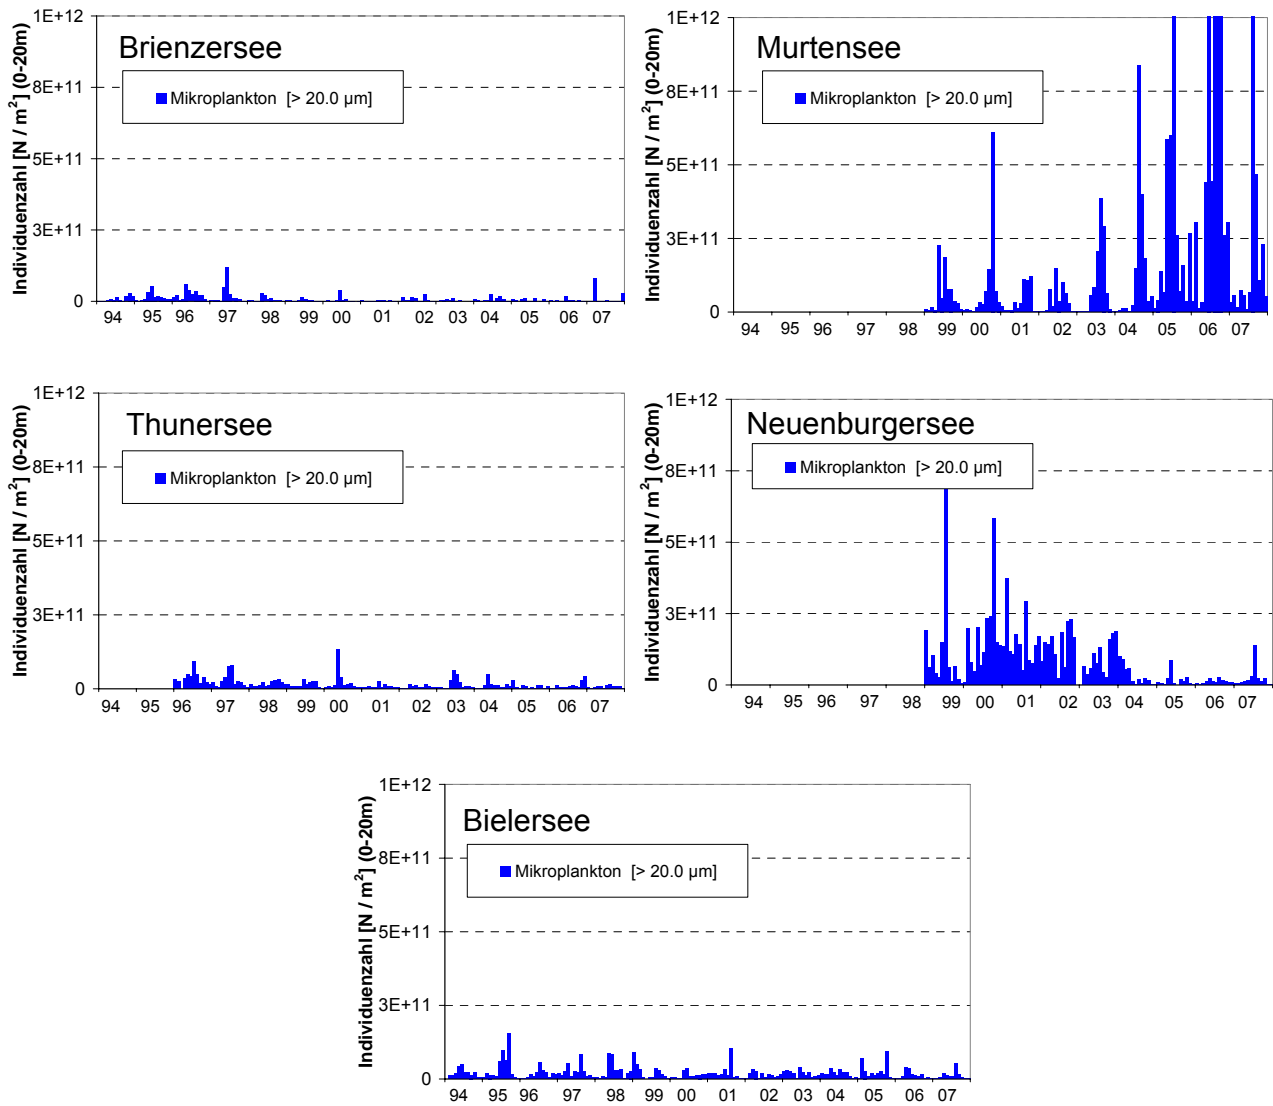 Brienzersee
Mikroplankton [> 20.0 µm]
Individuenzahl [N / m²] (0-20m)
1E+12
8E+11
5E+11
3E+11
0
94 95 96 97 98 99 00 01 02 03 04 05 06 07
Murtensee
Mikroplankton [> 20.0 µm]
Individuenzahl [N / m²] (0-20m)
1E+12
8E+11
5E+11
3E+11
0
94 95 96 97 98 99 00 01 02 03 04 05 06 07
Thunersee
Mikroplankton [> 20.0 µm]
Individuenzahl [N / m²] (0-20m)
1E+12
8E+11
5E+11
3E+11
0
94 95 96 97 98 99 00 01 02 03 04 05 06 07
Neuenburgersee
Mikroplankton [> 20.0 µm]
Individuenzahl [N / m²] (0-20m)
1E+12
8E+11
5E+11
3E+11
0
94 95 96 97 98 99 00 01 02 03 04 05 06 07
Bielersee
Mikroplankton [> 20.0 µm]
Individuenzahl [N / m²] (0-20m)
1E+12
8E+11
5E+11
3E+11
0
94 95 96 97 98 99 00 01 02 03 04 05 06 07